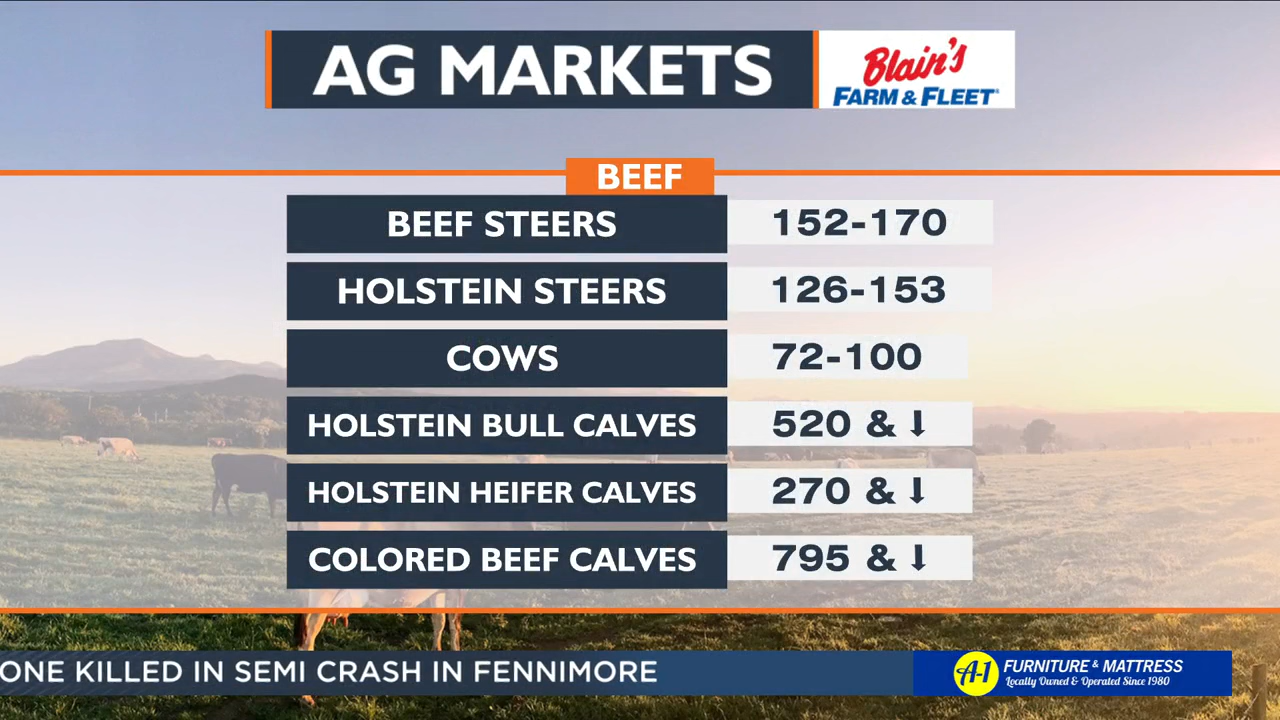 AG MARKETS
Blain's
FARM & FLEET
BEEF
BEEF STEERS 152-170
HOLSTEIN STEERS 126-153
COWS 72-100
HOLSTEIN BULL CALVES 520 & ⬇
HOLSTEIN HEIFER CALVES 270 & ⬇
COLORED BEEF CALVES 795 & ⬇
ONE KILLED IN SEMI CRASH IN FENNIMORE
A-1 FURNITURE & MATTRESS
Locally Owned & Operated Since 1980